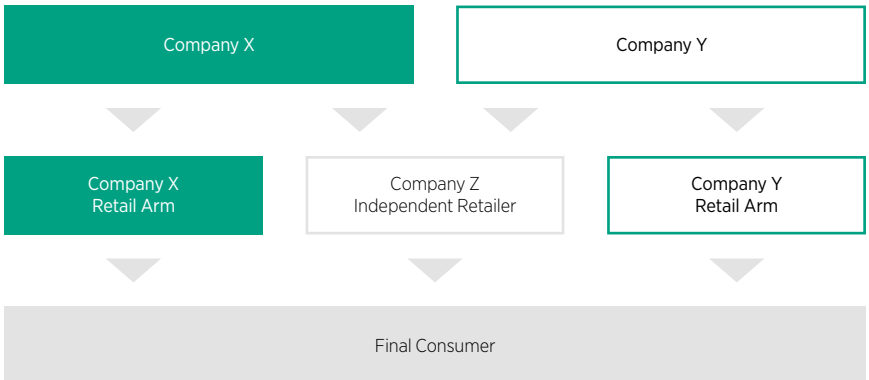 Company X
Company Y
Company X
Retail Arm
Company Z
Independent Retailer
Company Y
Retail Arm
Final Consumer